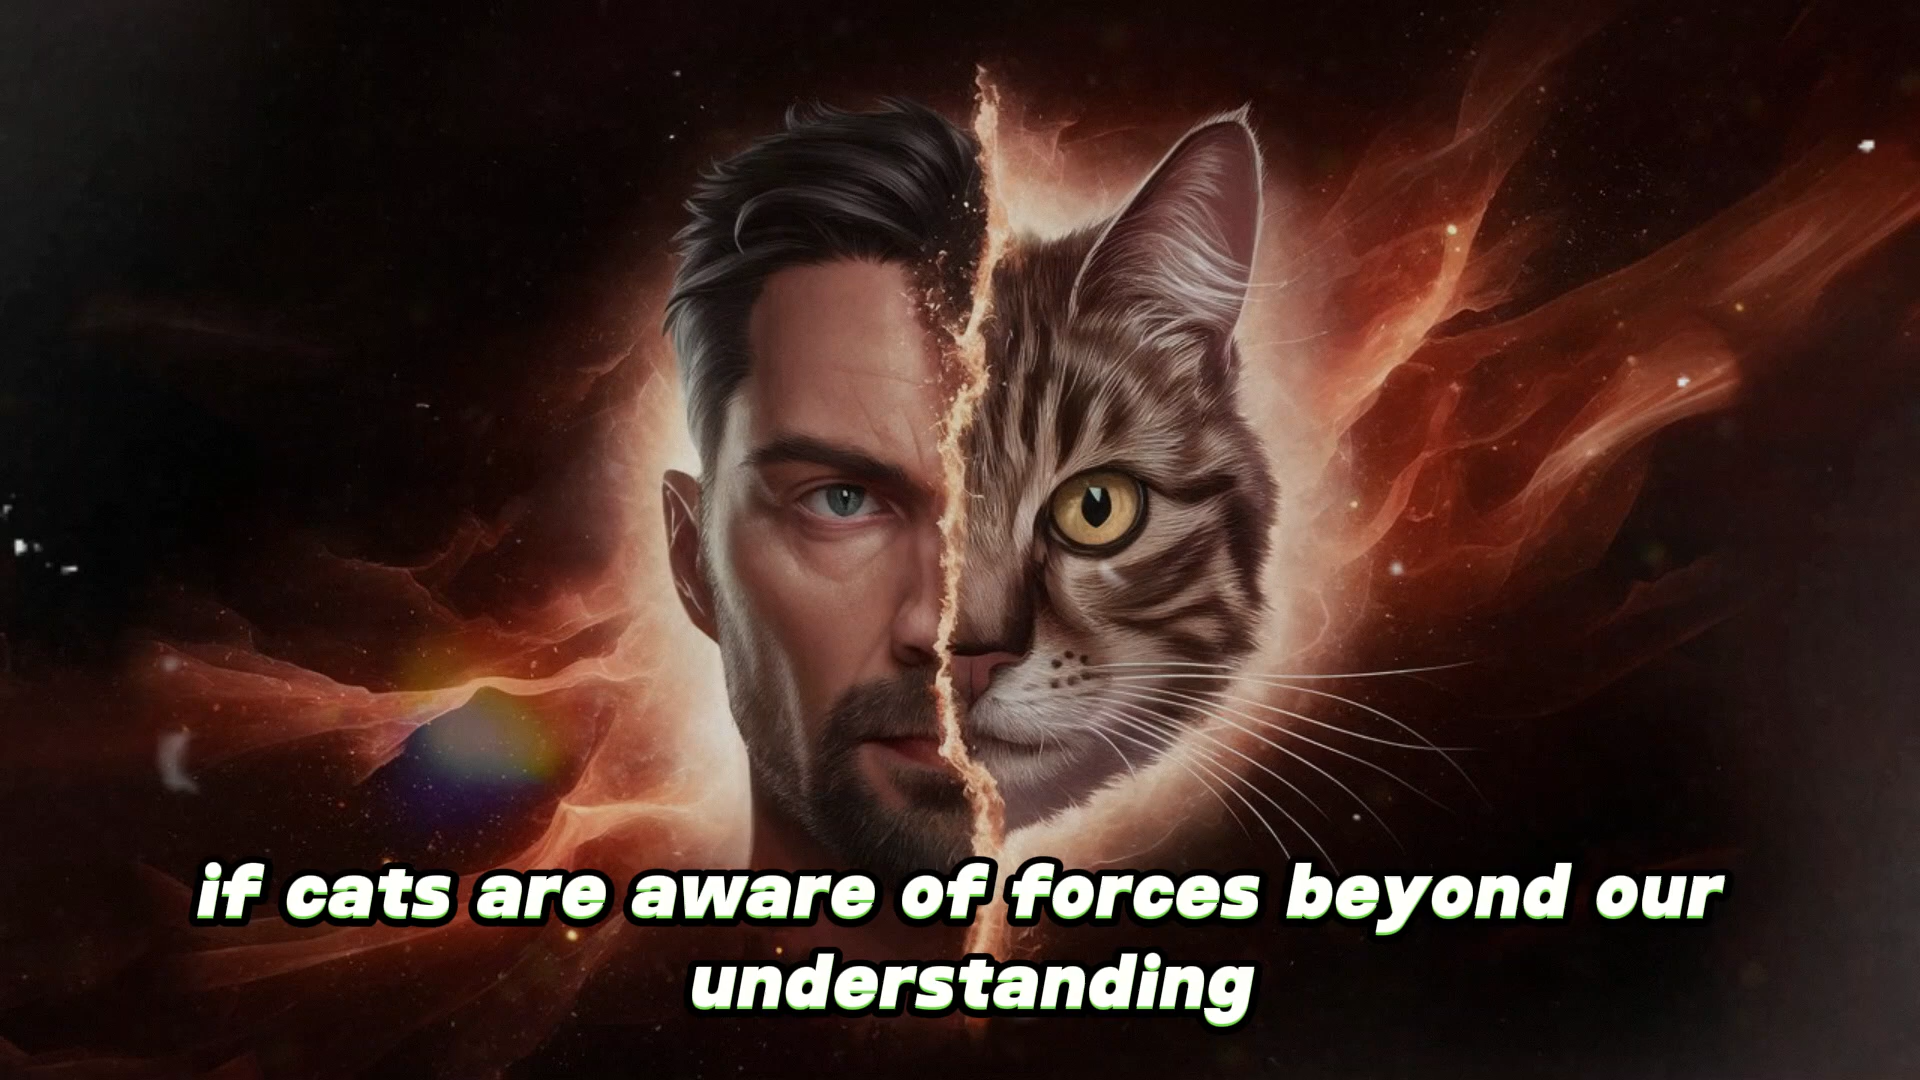 if cats are aware of forces beyond our
understanding